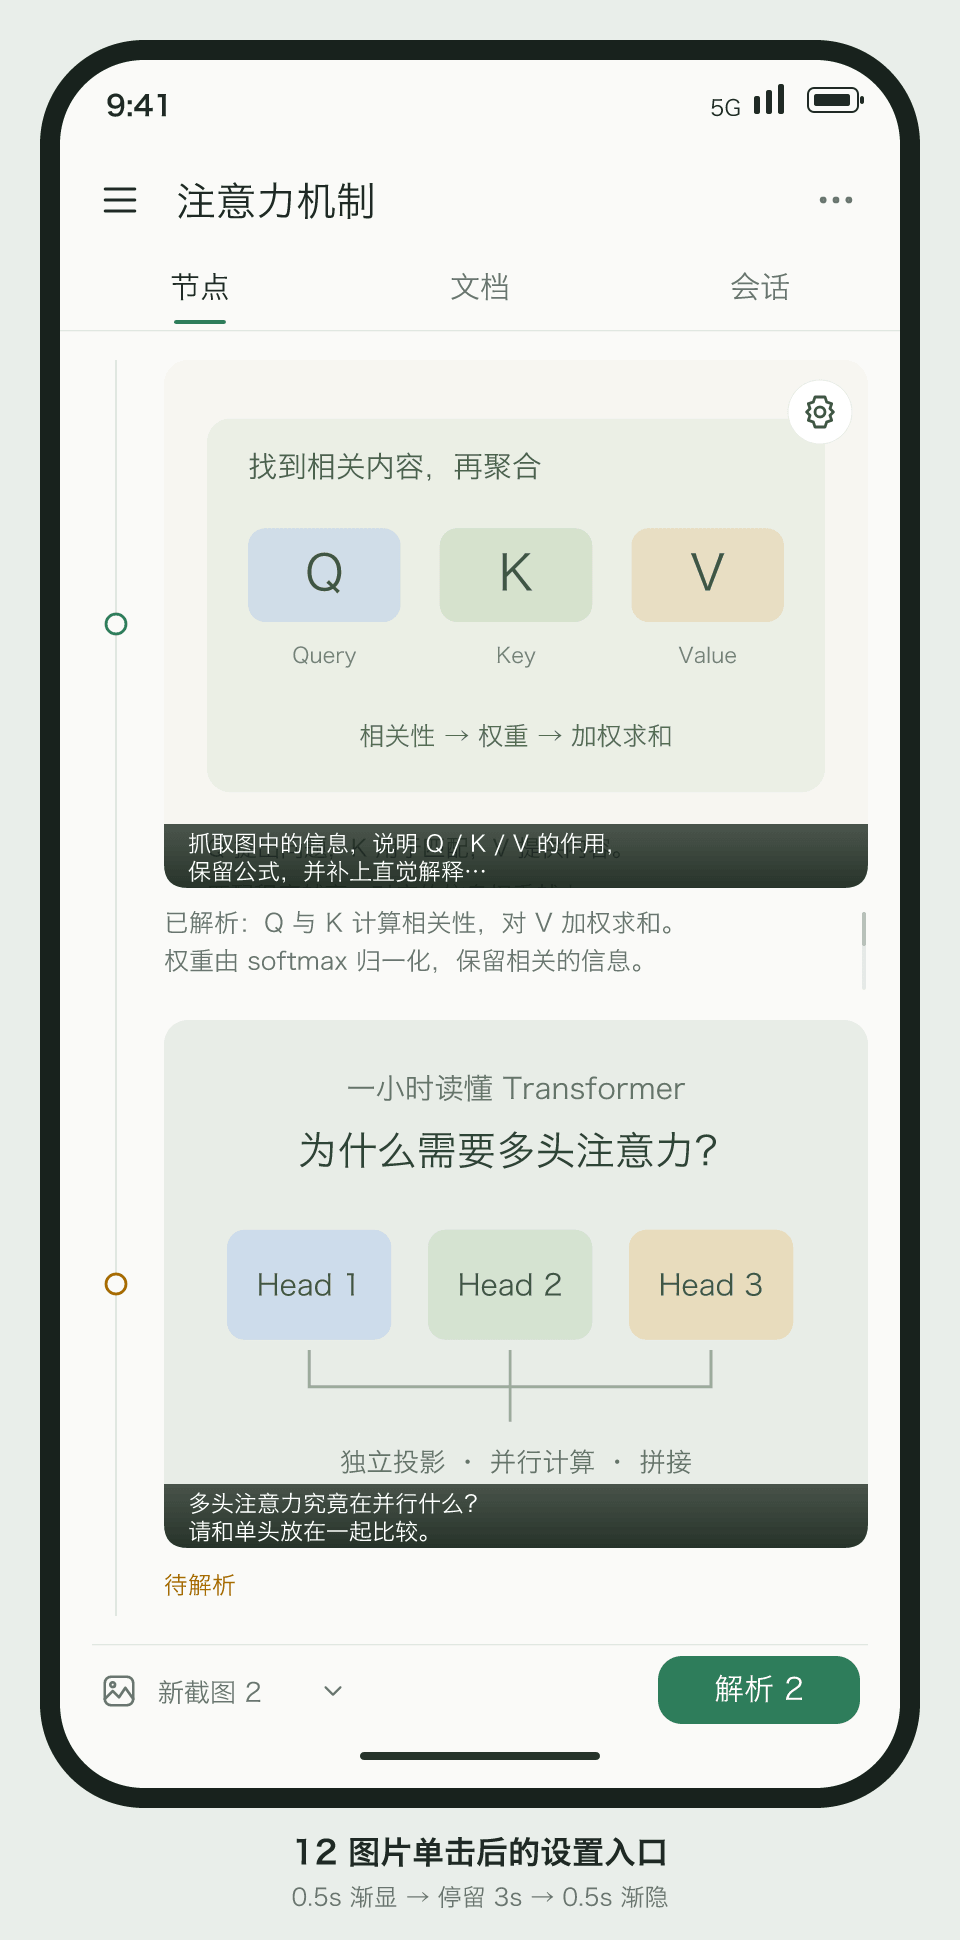 9:41
5G
注意力机制
节点
文档
会话
找到相关内容，再聚合
Q
K
V
Query
Key
Value
相关性 → 权重 → 加权求和
抓取图中的信息，说明 Q / K / V 的作用，
保留公式，并补上直觉解释…
已解析：Q 与 K 计算相关性，对 V 加权求和。
权重由 softmax 归一化，保留相关的信息。
一小时读懂 Transformer
为什么需要多头注意力？
Head 1
Head 2
Head 3
独立投影 · 并行计算 · 拼接
多头注意力究竟在并行什么？
请和单头放在一起比较。
待解析
新截图 2
解析 2
12 图片单击后的设置入口
0.5s 渐显 → 停留 3s → 0.5s 渐隐